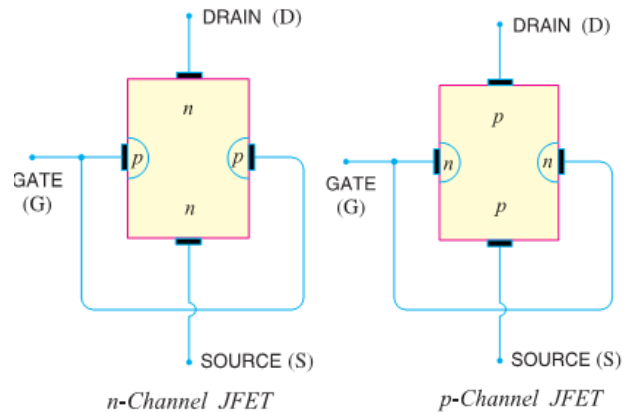 DRAIN (D)
n
p
p
GATE
(G)
n
SOURCE (S)
n-Channel JFET
DRAIN (D)
p
n
n
GATE
(G)
p
SOURCE (S)
p-Channel JFET